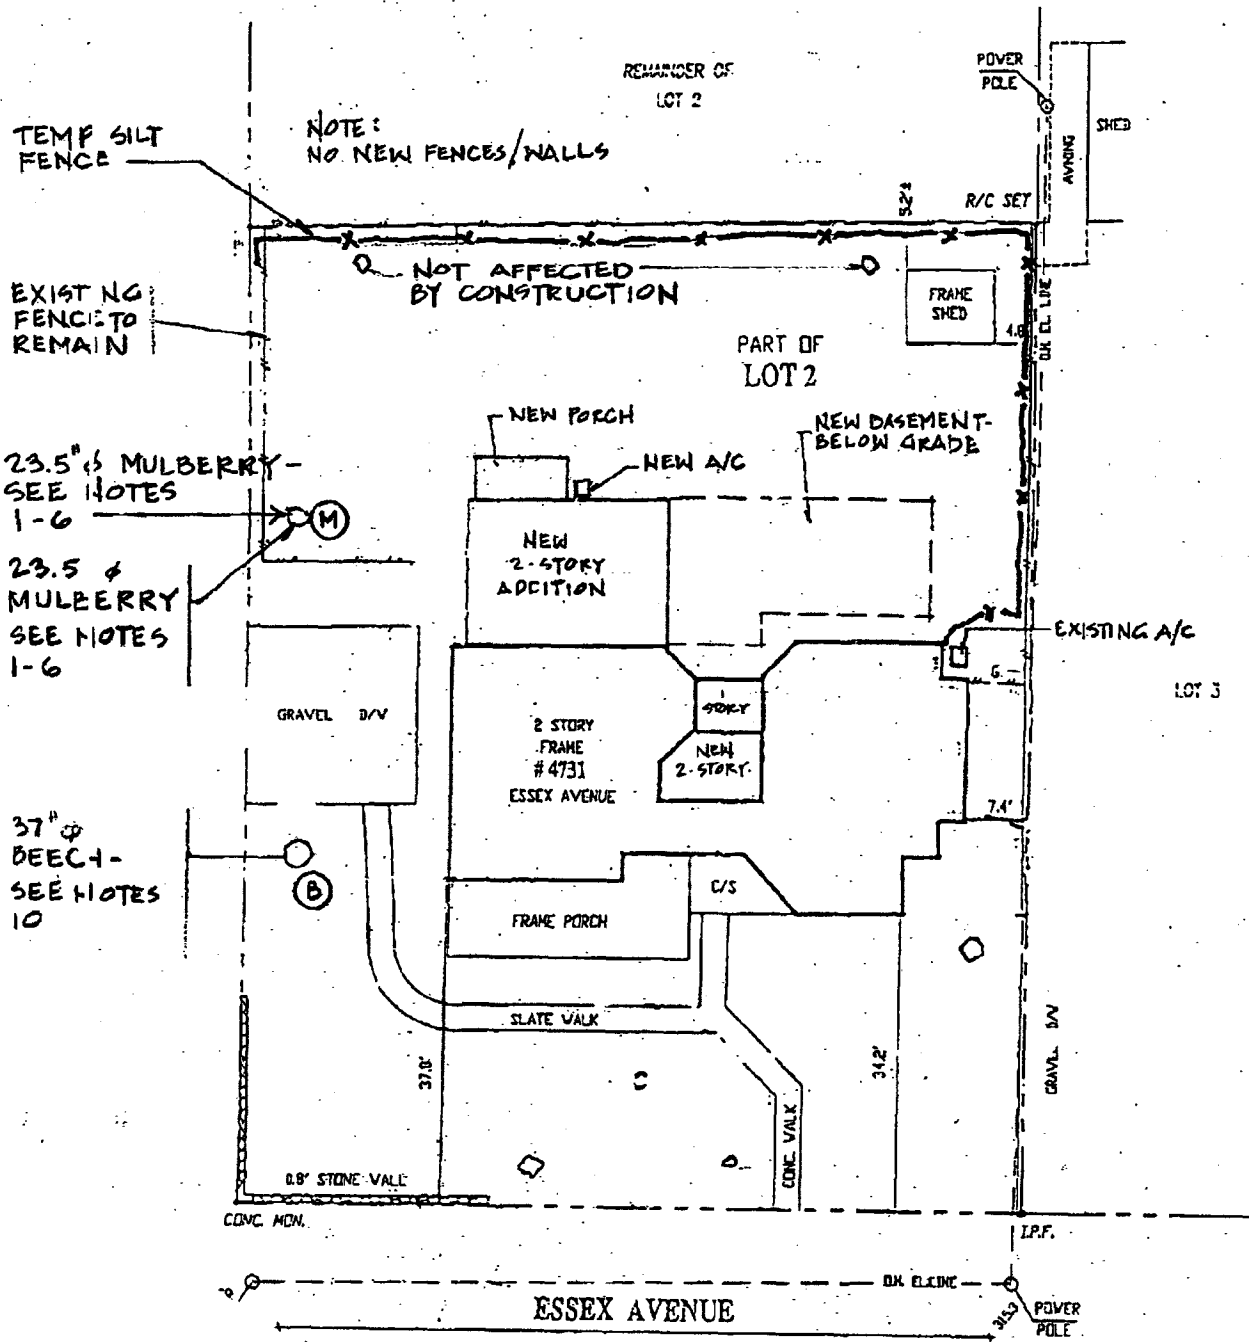 REMAINDER OF
LOT 2
POWER
POLE
SHED
AWNING
TEMP SILT
FENCE
NOTE:
NO NEW FENCES/WALLS
5.2'±
R/C SET
NOT AFFECTED
BY CONSTRUCTION
EXIST NG
FENCE TO
REMAIN
FRAME
SHED
4.8
O.H. EL. LINE
PART OF
LOT 2
NEW PORCH
NEW A/C
NEW BASEMENT-
BELOW GRADE
23.5"⌀ MULBERRY-
SEE NOTES
1-6
M
NEW
2-STORY
ADDITION
23.5 ⌀
MULBERRY
SEE NOTES
1-6
EXISTING A/C
LOT 3
GRAVEL D/W
2 STORY
FRAME
#4731
ESSEX AVENUE
1
STORY
NEW
2-STORY
7.4'
37"⌀
BEECH-
SEE NOTES
10
B
C/S
FRAME PORCH
SLATE WALK
37.0'
34.2'
CONC. WALK
GRAVEL D/W
0.8' STONE WALL
CONC. MON.
I.P.F.
O.H. EL.LINE
ESSEX AVENUE
POWER
POLE